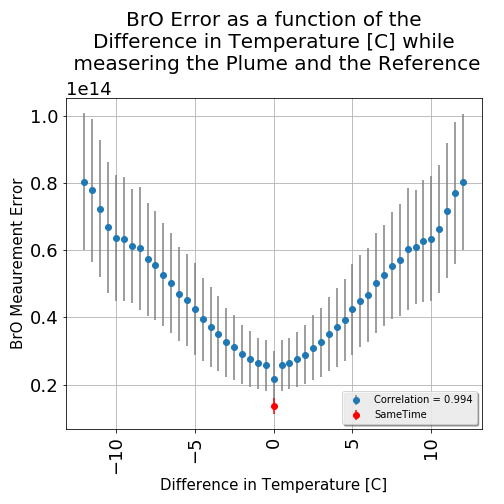 BrO Error as a function of the
Difference in Temperature [C] while
measering the Plume and the Reference
1e14
1.0
0.8
0.6
0.4
0.2
BrO Meaurement Error
Correlation = 0.994
SameTime
−10
−5
0
5
10
Difference in Temperature [C]